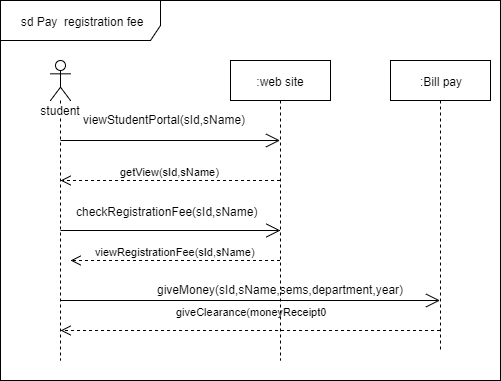 sd Pay registration fee
:web site
:Bill pay
student
viewStudentPortal(sId,sName)
getView(sId,sName)
checkRegistrationFee(sId,sName)
viewRegistrationFee(sId,sName)
giveMoney(sId,sName,sems,department,year)
giveClearance(moneyReceipt0